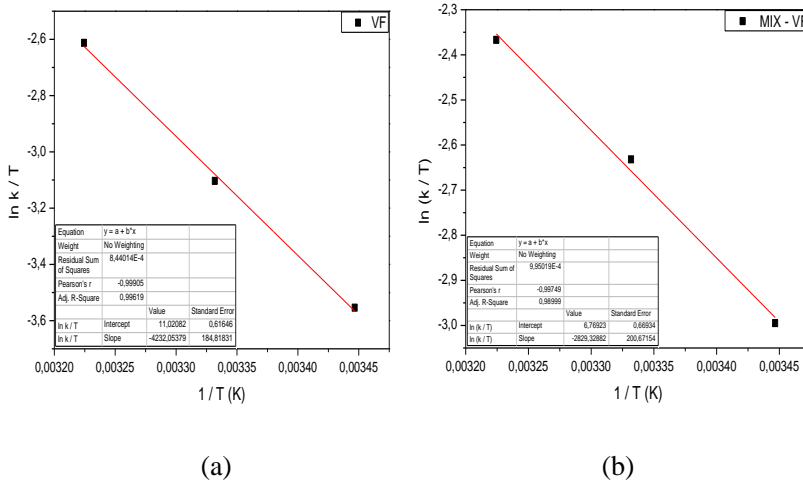 VF
-2,6
-2,8
-3,0
-3,2
-3,4
-3,6
ln k / T
Equation y = a + b*x
Weight No Weighting
Residual Sum of Squares 8,44014E-4
Pearson's r -0,99905
Adj. R-Square 0,99619
Value Standard Error
ln k / T Intercept 11,02082 0,61646
ln k / T Slope -4232,05379 184,81831
0,00320 0,00325 0,00330 0,00335 0,00340 0,00345
1 / T (K)
(a)
MIX - VF
-2,3
-2,4
-2,5
-2,6
-2,7
-2,8
-2,9
-3,0
ln (k / T)
Equation y = a + b*x
Weight No Weighting
Residual Sum of Squares 9,95019E-4
Pearson's r -0,99749
Adj. R-Square 0,98999
Value Standard Error
ln (k / T) Intercept 6,76923 0,66934
ln (k / T) Slope -2829,32882 200,67154
0,00320 0,00325 0,00330 0,00335 0,00340 0,00345
1 / T (K)
(b)